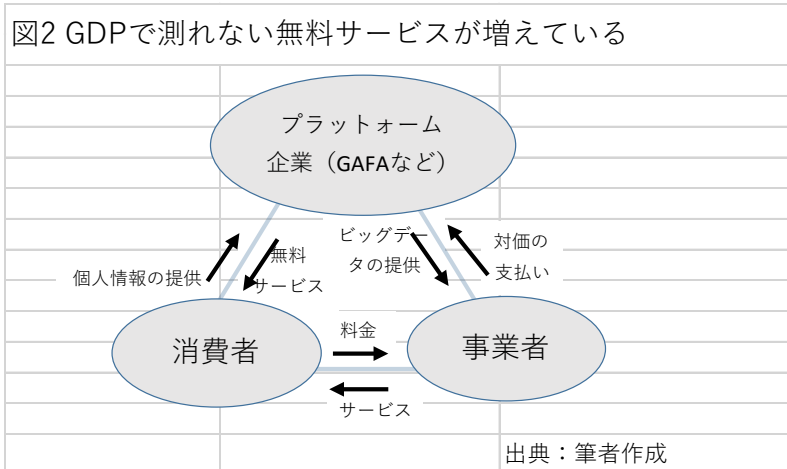 図2 GDPで測れない無料サービスが増えている
プラットォーム
企業（GAFAなど）
個人情報の提供
無料
サービス
ビッグデー
タの提供
対価の
支払い
消費者
料金
サービス
事業者
出典：筆者作成